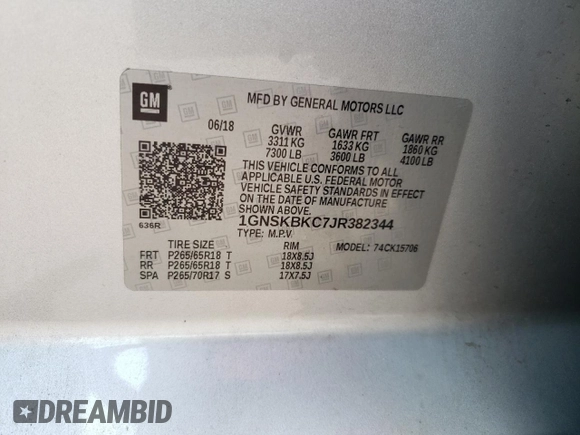 GM
MFD BY GENERAL MOTORS LLC
06/18 GVWR GAWR FRT GAWR RR
3311 KG 1633 KG 1860 KG
7300 LB 3600 LB 4100 LB
THIS VEHICLE CONFORMS TO ALL
APPLICABLE U.S. FEDERAL MOTOR
VEHICLE SAFETY STANDARDS IN EFFECT
ON THE DATE OF MANUFACTURE
SHOWN ABOVE.
1GNSKBKC7JR382344
636R TYPE: M.P.V MODEL: 74CK15706
TIRE SIZE RIM
FRT P265/65R18 T 18X8.5J
RR P265/65R18 T 18X8.5J
SPA P265/70R17 S 17X7.5J
DREAMBID